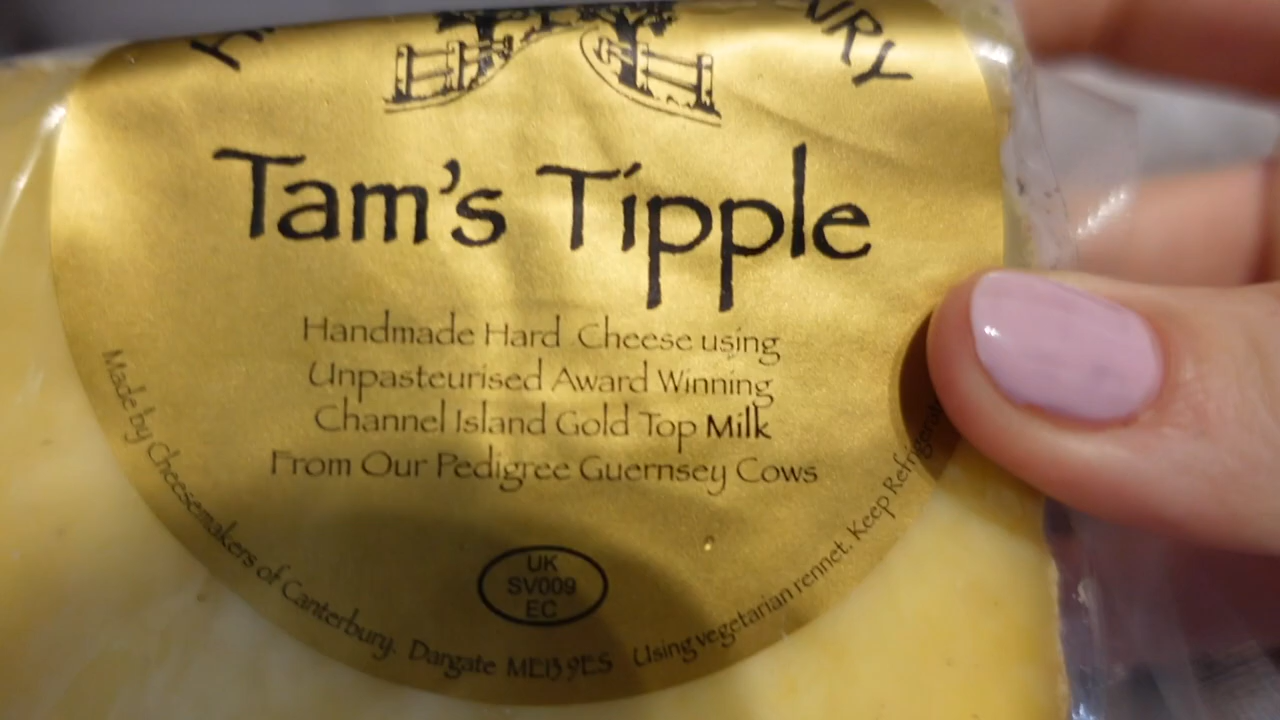 Tam's Tipple
Handmade Hard Cheese using
Unpasteurised Award Winning
Channel Island Gold Top Milk
From Our Pedigree Guernsey Cows
UK
SV009
EC
Made by Cheesemakers of Canterbury. Dargate ME13 9ES Using vegetarian rennet. Keep